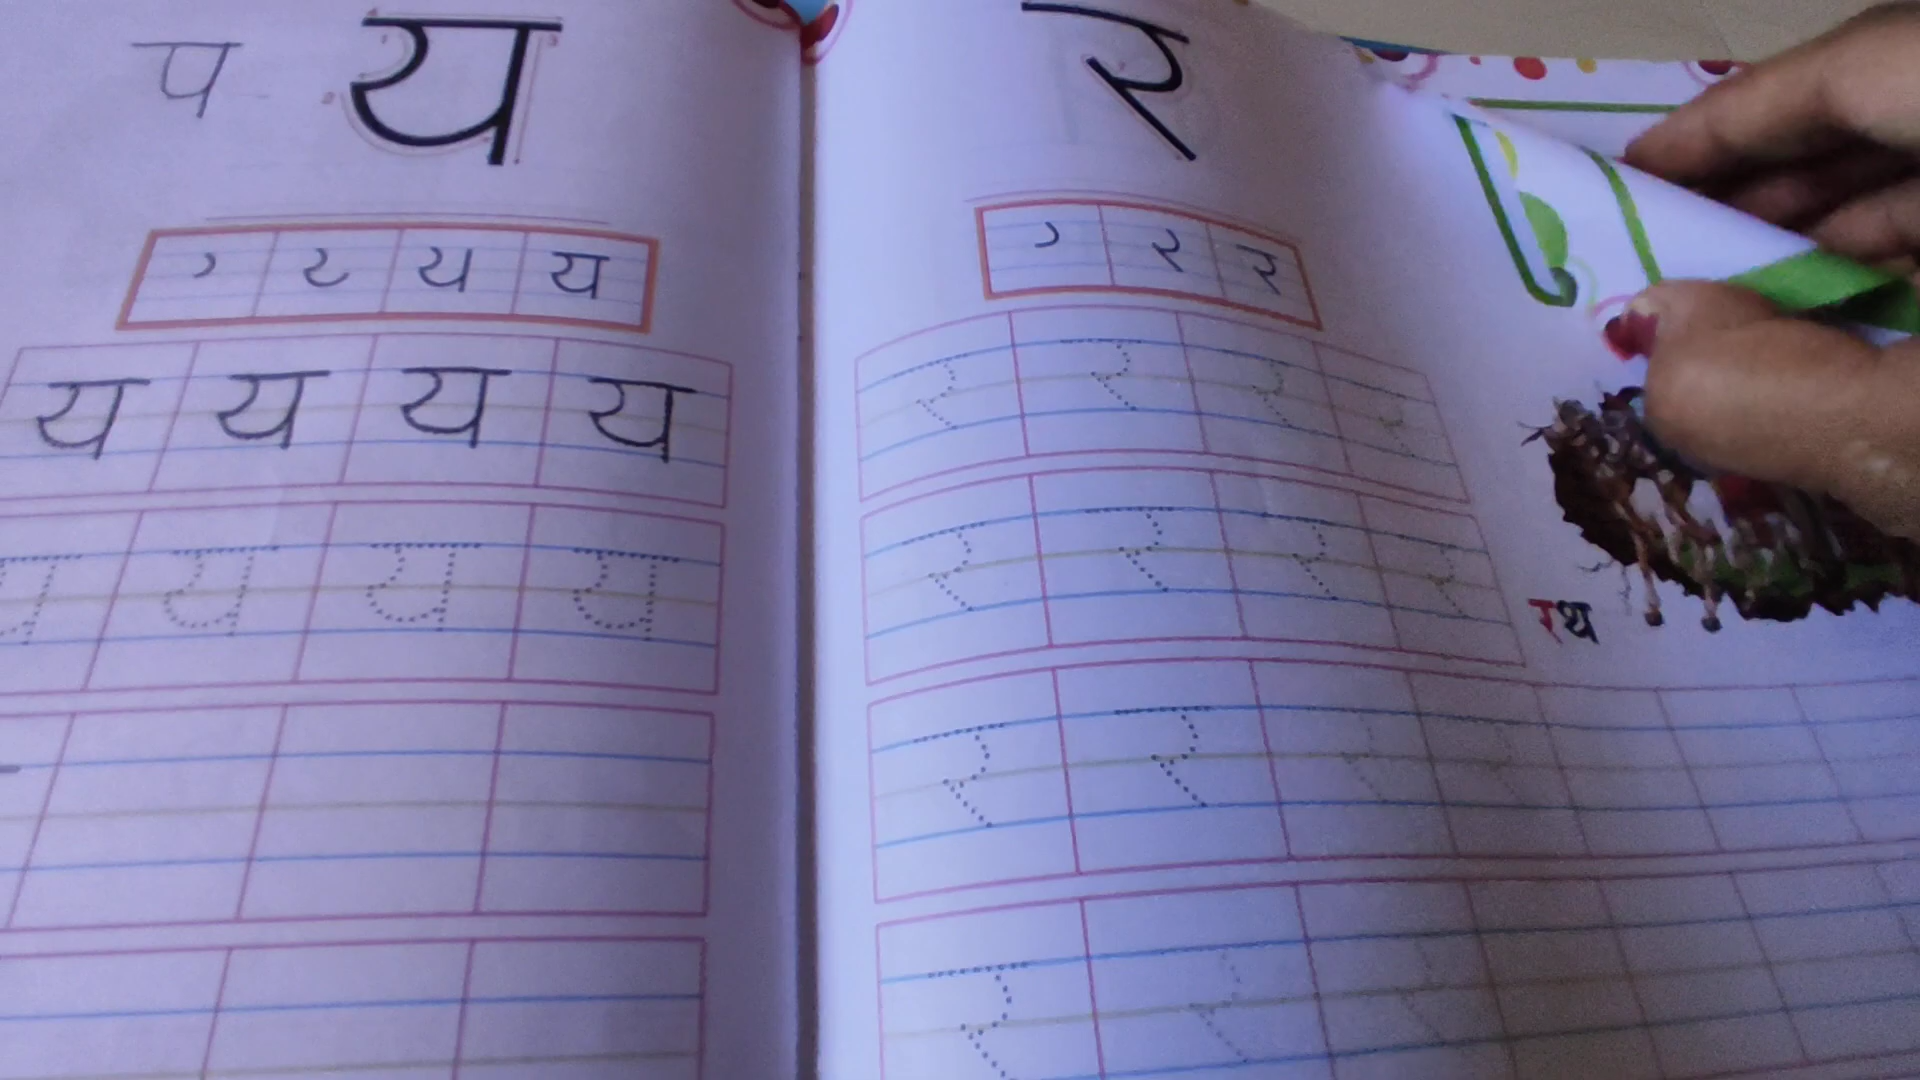 प य
य य
य य य य
य य य य
र
र र
र र र र
र र र र
रथ
र र र र
र र र